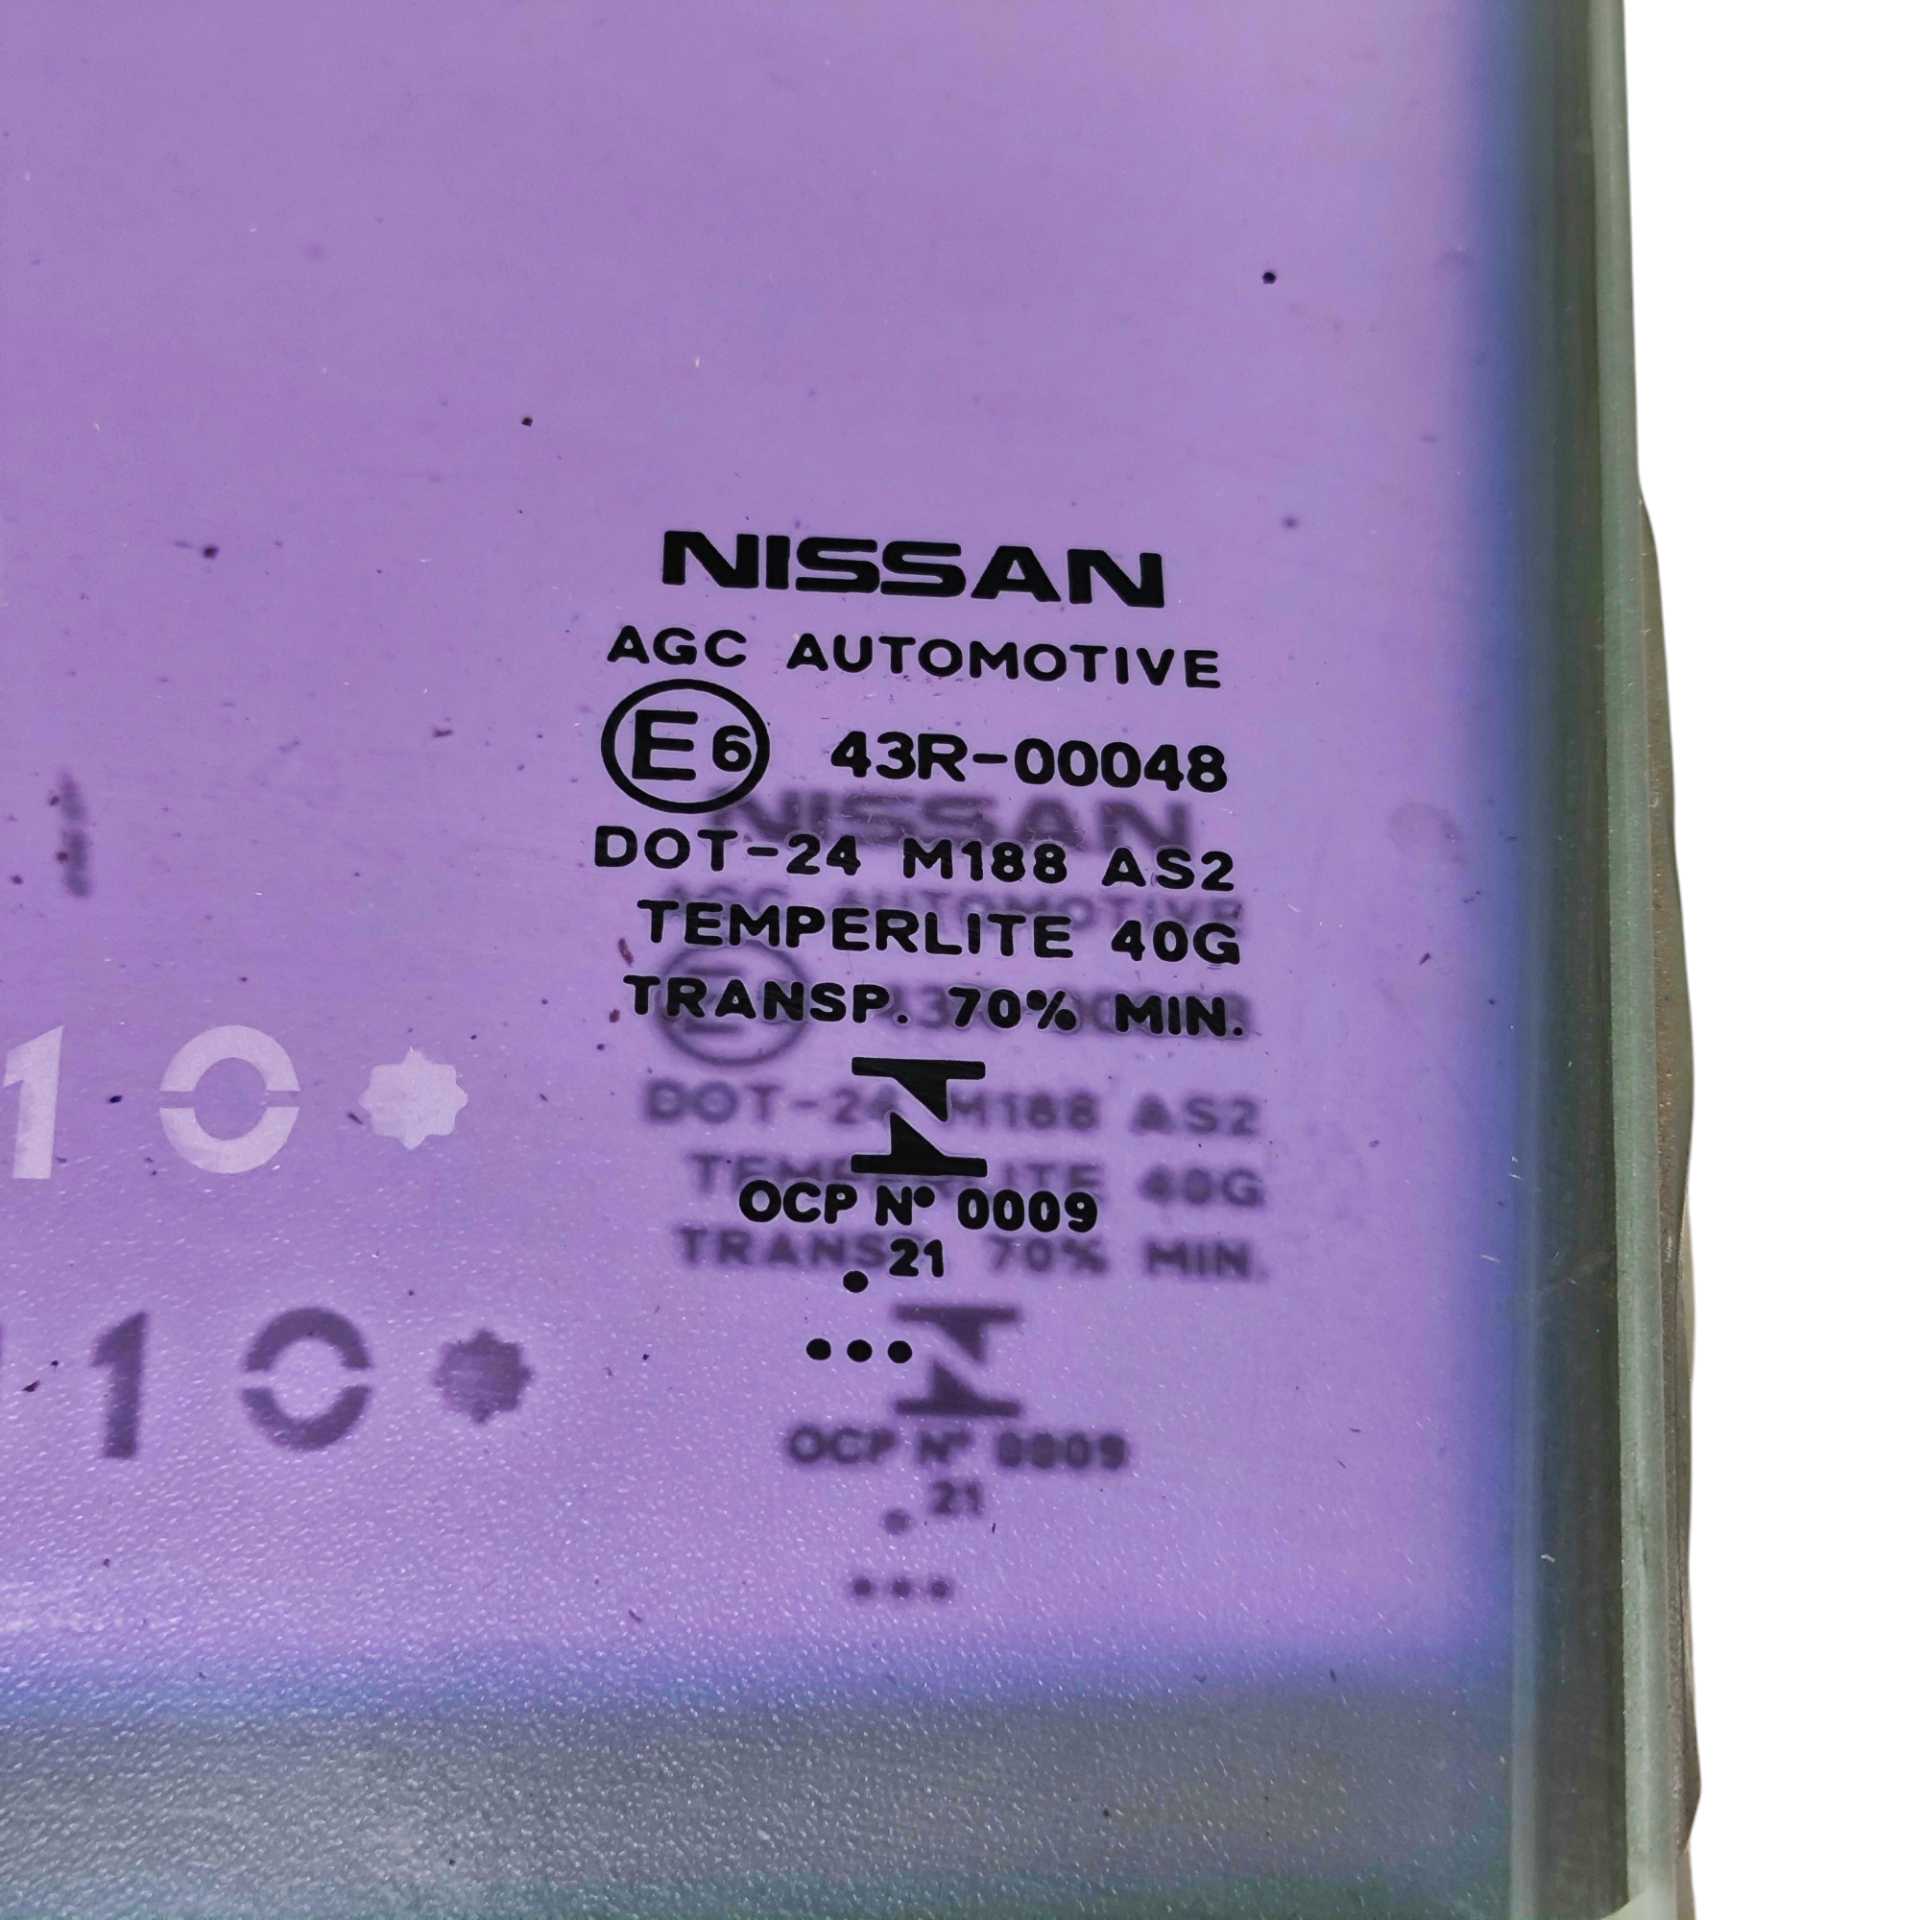 NISSAN
AGC AUTOMOTIVE
E6 43R-00048
DOT-24 M188 AS2
TEMPERLITE 40G
TRANSP. 70% MIN.
N
OCP Nº 0009
21
10